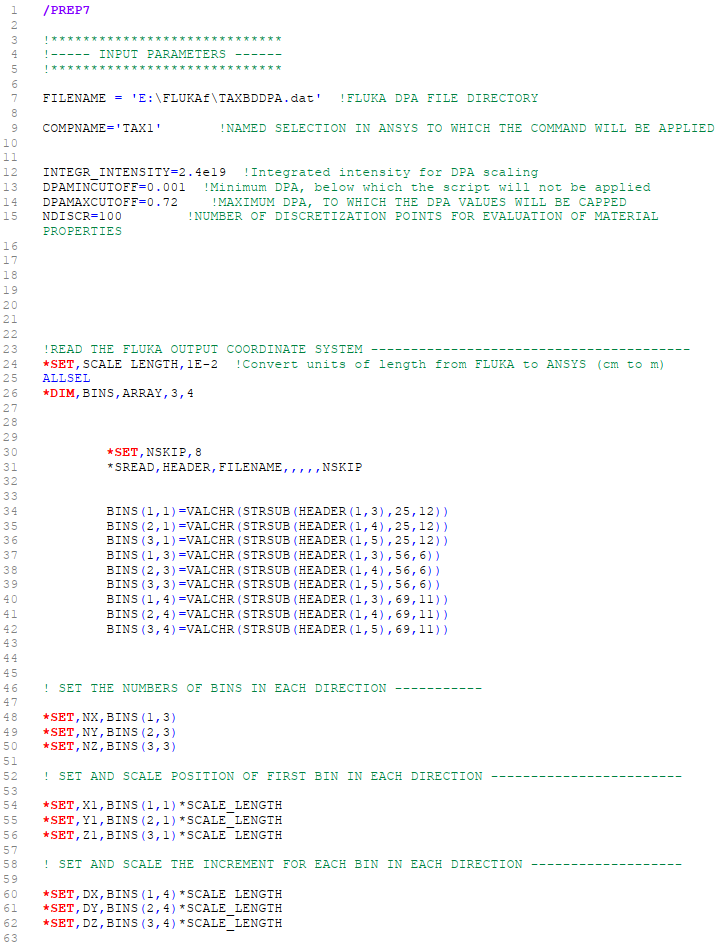 1 /PREP7
2
3 !*****************************
4 !----- INPUT PARAMETERS ------
5 !*****************************
6
7 FILENAME = 'E:\FLUKAf\TAXBDDPA.dat'  !FLUKA DPA FILE DIRECTORY
8
9 COMPNAME='TAX1'       !NAMED SELECTION IN ANSYS TO WHICH THE COMMAND WILL BE APPLIED
10
11
12 INTEGR_INTENSITY=2.4e19  !Integrated intensity for DPA scaling
13 DPAMINCUTOFF=0.001  !Minimum DPA, below which the script will not be applied
14 DPAMAXCUTOFF=0.72    !MAXIMUM DPA, TO WHICH THE DPA VALUES WILL BE CAPPED
15 NDISCR=100        !NUMBER OF DISCRETIZATION POINTS FOR EVALUATION OF MATERIAL
PROPERTIES
16
17
18
19
20
21
22
23 !READ THE FLUKA OUTPUT COORDINATE SYSTEM ----------------------------------------
24 *SET,SCALE_LENGTH,1E-2  !Convert units of length from FLUKA to ANSYS (cm to m)
25 ALLSEL
26 *DIM,BINS,ARRAY,3,4
27
28
29
30 *SET,NSKIP,8
31 *SREAD,HEADER,FILENAME,,,,,NSKIP
32
33
34 BINS(1,1)=VALCHR(STRSUB(HEADER(1,3),25,12))
35 BINS(2,1)=VALCHR(STRSUB(HEADER(1,4),25,12))
36 BINS(3,1)=VALCHR(STRSUB(HEADER(1,5),25,12))
37 BINS(1,3)=VALCHR(STRSUB(HEADER(1,3),56,6))
38 BINS(2,3)=VALCHR(STRSUB(HEADER(1,4),56,6))
39 BINS(3,3)=VALCHR(STRSUB(HEADER(1,5),56,6))
40 BINS(1,4)=VALCHR(STRSUB(HEADER(1,3),69,11))
41 BINS(2,4)=VALCHR(STRSUB(HEADER(1,4),69,11))
42 BINS(3,4)=VALCHR(STRSUB(HEADER(1,5),69,11))
43
44
45
46 ! SET THE NUMBERS OF BINS IN EACH DIRECTION -----------
47
48 *SET,NX,BINS(1,3)
49 *SET,NY,BINS(2,3)
50 *SET,NZ,BINS(3,3)
51
52 ! SET AND SCALE POSITION OF FIRST BIN IN EACH DIRECTION ------------------------
53
54 *SET,X1,BINS(1,1)*SCALE_LENGTH
55 *SET,Y1,BINS(2,1)*SCALE_LENGTH
56 *SET,Z1,BINS(3,1)*SCALE_LENGTH
57
58 ! SET AND SCALE THE INCREMENT FOR EACH BIN IN EACH DIRECTION -------------------
59
60 *SET,DX,BINS(1,4)*SCALE_LENGTH
61 *SET,DY,BINS(2,4)*SCALE_LENGTH
62 *SET,DZ,BINS(3,4)*SCALE_LENGTH
63